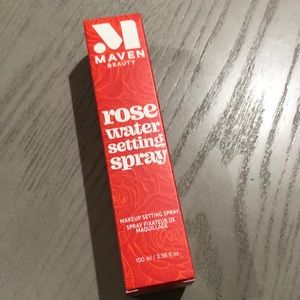 M
MAVEN
BEAUTY
rose
water
setting
spray
MAKEUP SETTING SPRAY
SPRAY FIXATEUR DE
MAQUILLAGE
100 ml / 3.38 fl oz